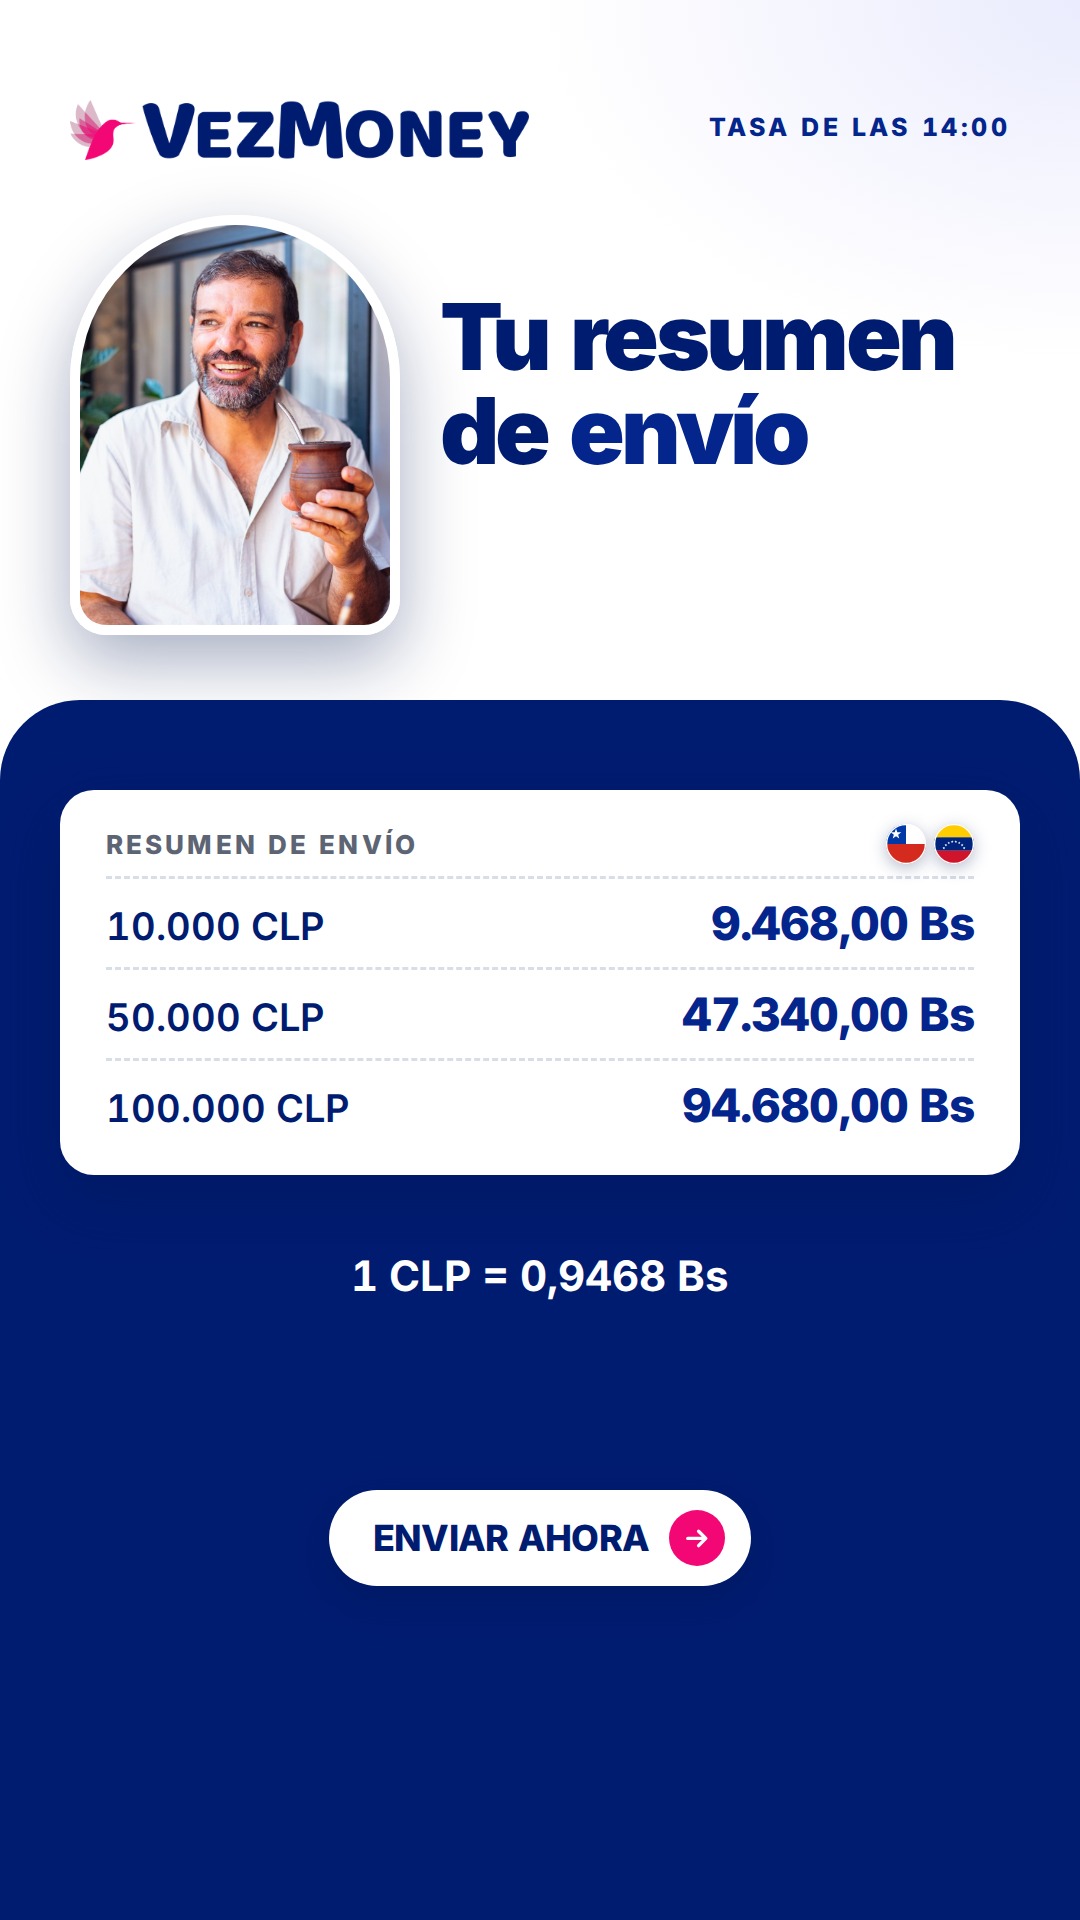 VEZMONEY
TASA DE LAS 14:00
Tu resumen
de envío
RESUMEN DE ENVÍO
10.000 CLP 9.468,00 Bs
50.000 CLP 47.340,00 Bs
100.000 CLP 94.680,00 Bs
1 CLP = 0,9468 Bs
ENVIAR AHORA